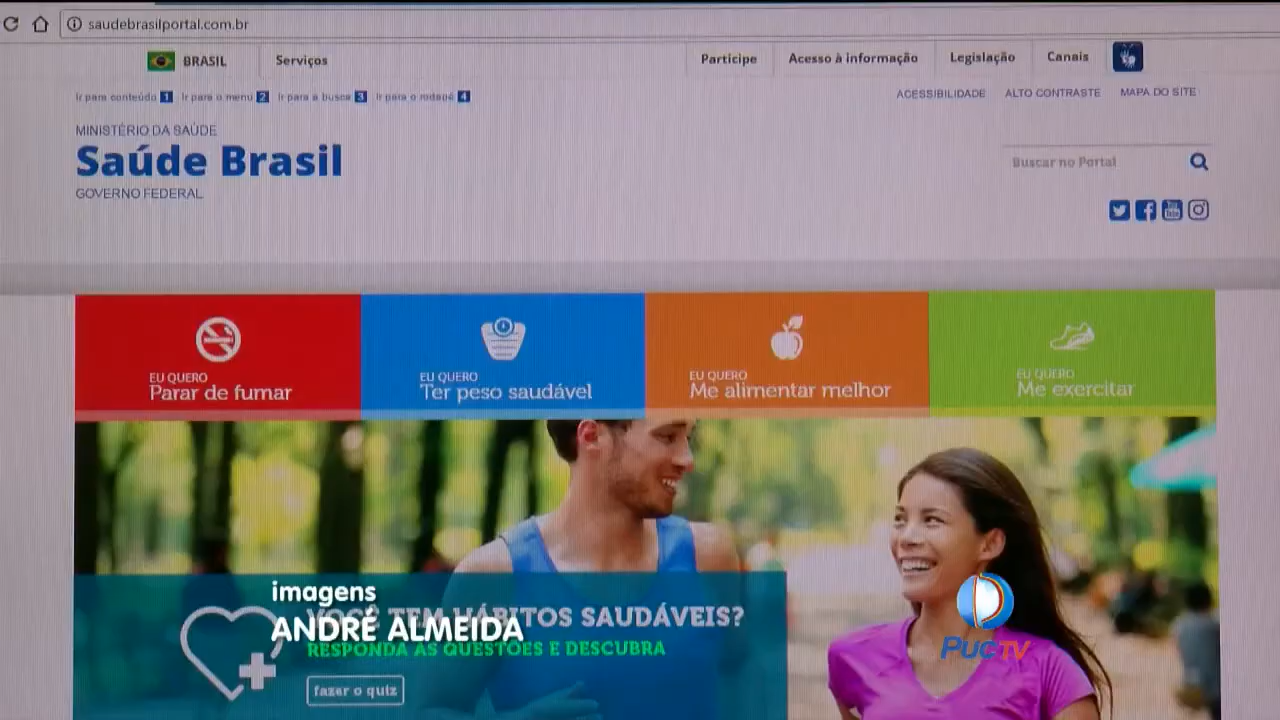 saudebrasilportal.com.br
BRASIL Serviços Participe Acesso à informação Legislação Canais
Ir para conteúdo 1 Ir para o menu 2 Ir para a busca 3 Ir para o rodapé 4 ACESSIBILIDADE ALTO CONTRASTE MAPA DO SITE
MINISTÉRIO DA SAÚDE
Saúde Brasil
GOVERNO FEDERAL
Buscar no Portal
EU QUERO
Parar de fumar
EU QUERO
Ter peso saudável
EU QUERO
Me alimentar melhor
EU QUERO
Me exercitar
imagens
VOCÊ TEM HÁBITOS SAUDÁVEIS?
ANDRÉ ALMEIDA
RESPONDA AS QUESTÕES E DESCUBRA
fazer o quiz
PUCTV